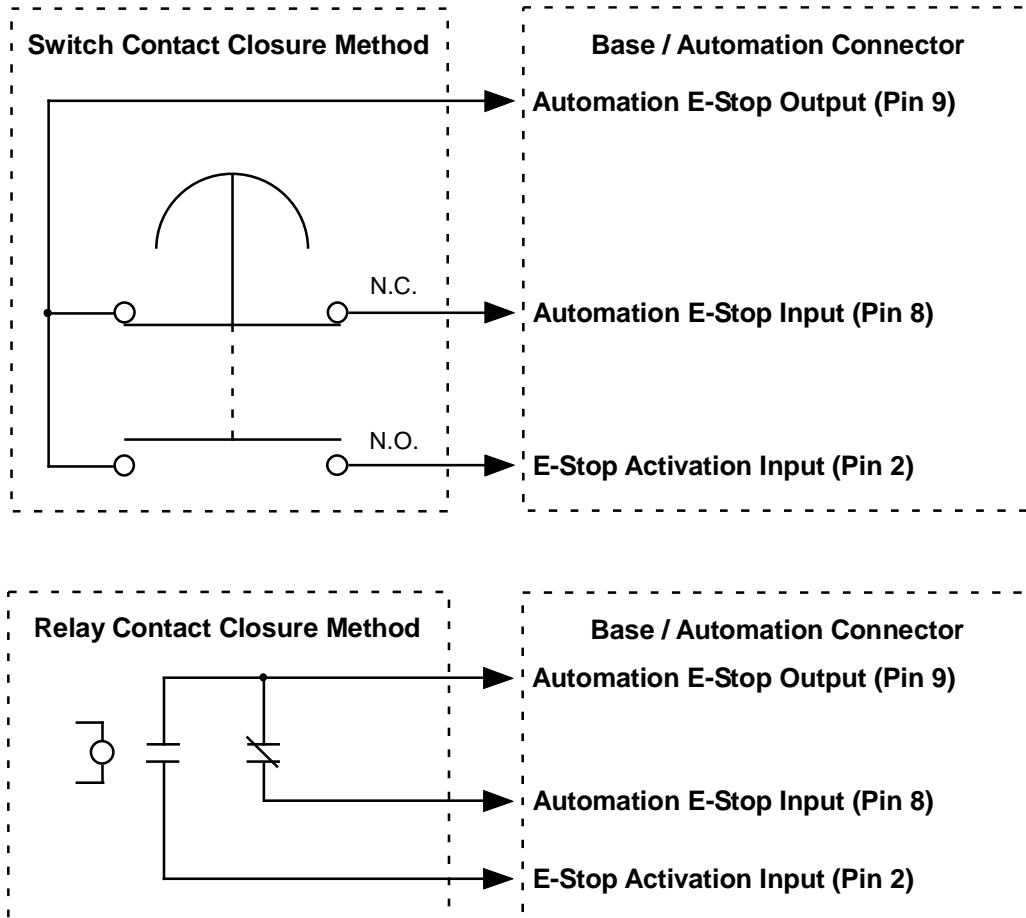 Switch Contact Closure Method
Base / Automation Connector
Automation E-Stop Output (Pin 9)
N.C.
Automation E-Stop Input (Pin 8)
N.O.
E-Stop Activation Input (Pin 2)
Relay Contact Closure Method
Base / Automation Connector
Automation E-Stop Output (Pin 9)
Automation E-Stop Input (Pin 8)
E-Stop Activation Input (Pin 2)